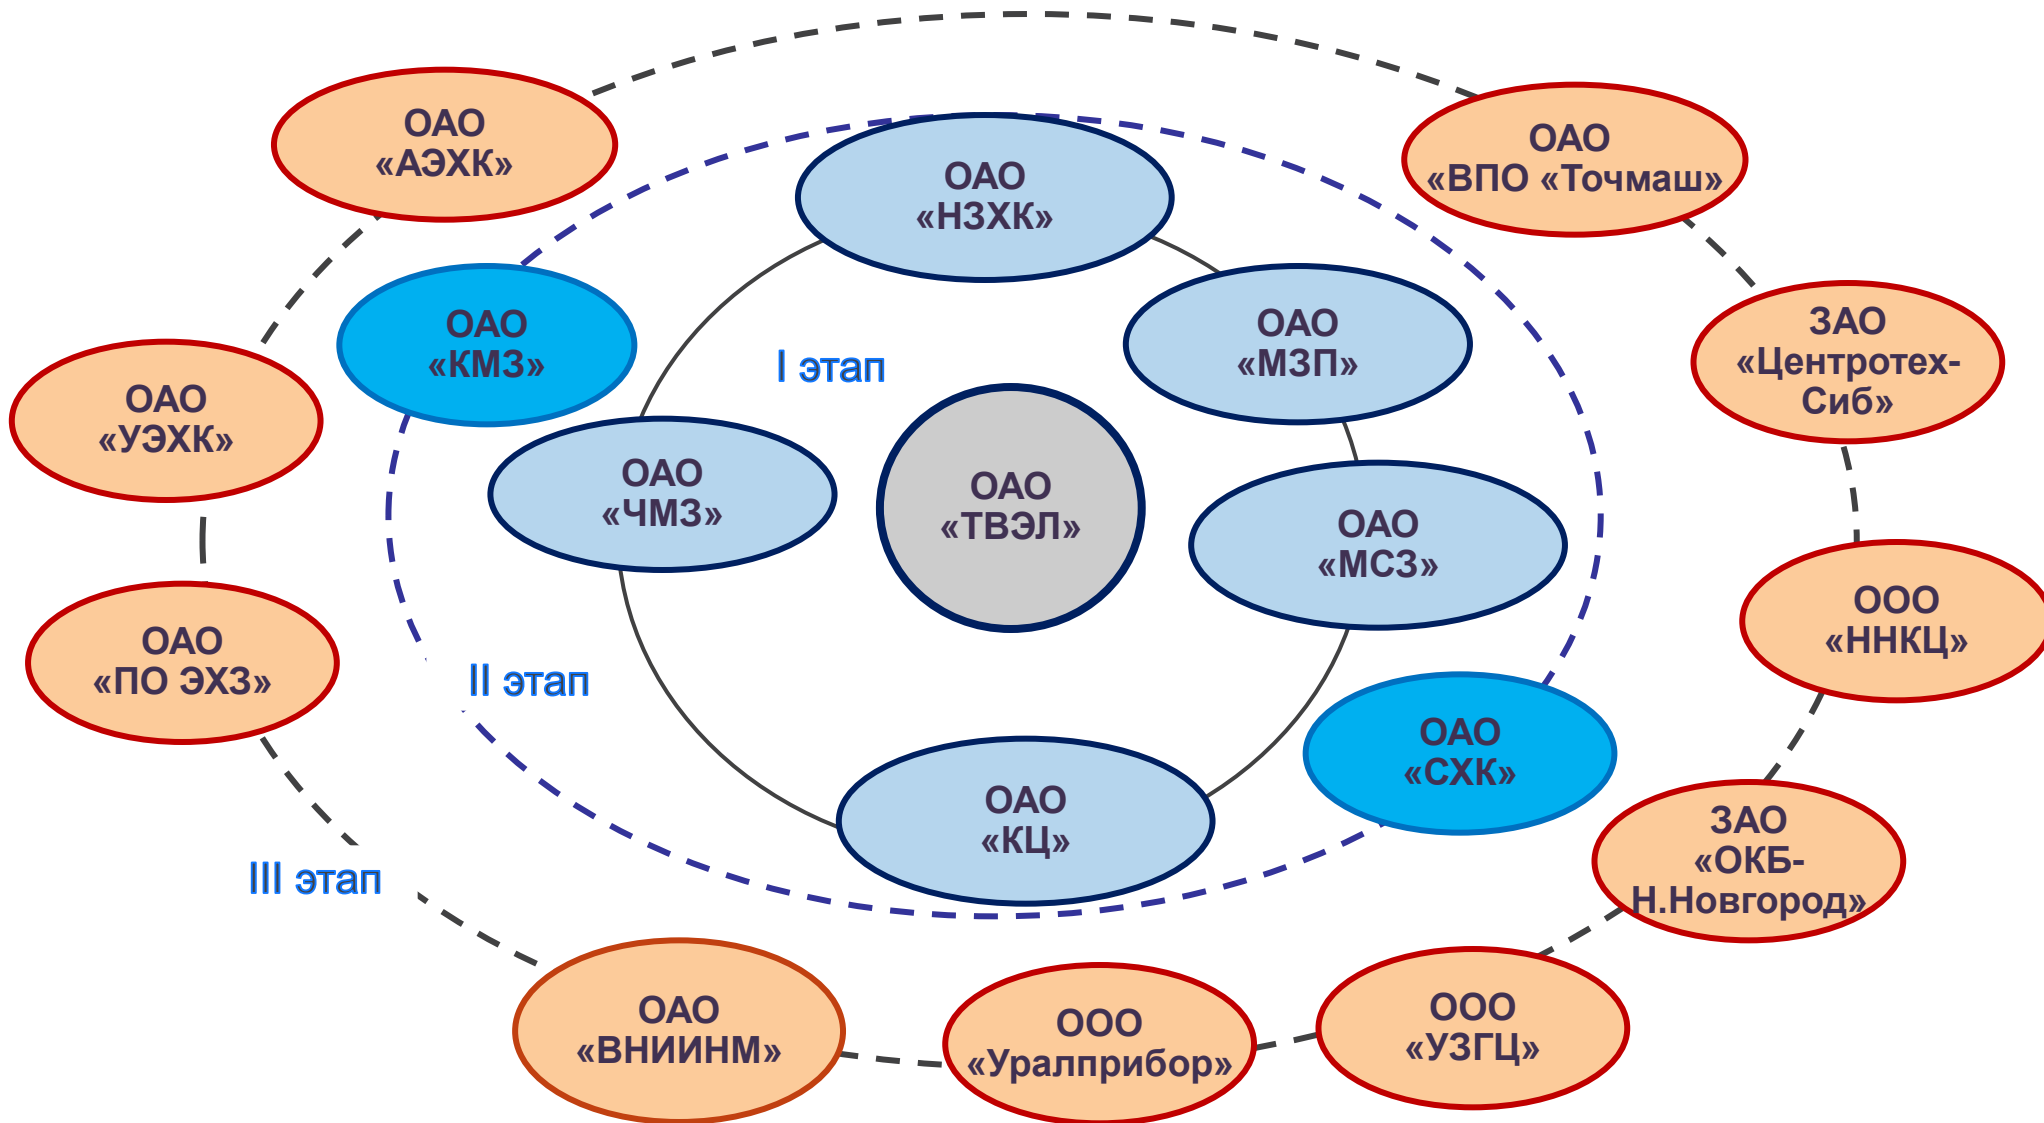 ОАО
«АЭХК»
ОАО
«ВПО «Точмаш»
ОАО
«НЗХК»
ОАО
«КМЗ»
I этап
ОАО
«МЗП»
ЗАО
«Центротех-
Сиб»
ОАО
«УЭХК»
ОАО
«ЧМЗ»
ОАО
«ТВЭЛ»
ОАО
«МСЗ»
ООО
«ННКЦ»
ОАО
«ПО ЭХЗ»
II этап
ОАО
«СХК»
ОАО
«КЦ»
ЗАО
«ОКБ-
Н.Новгород»
III этап
ОАО
«ВНИИНМ»
ООО
«Уралприбор»
ООО
«УЗГЦ»